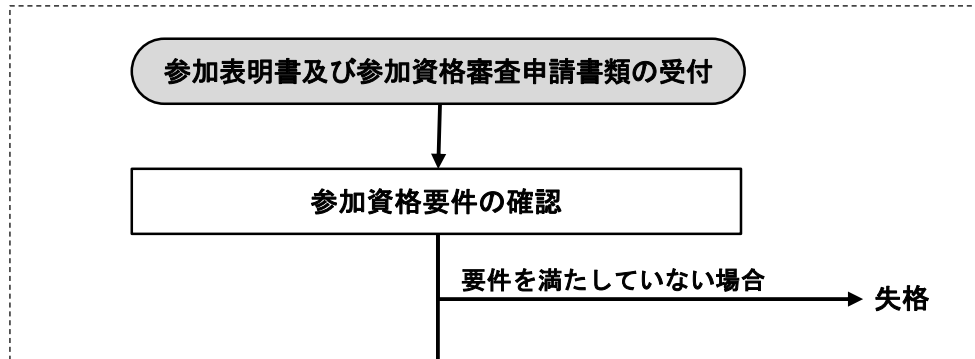 参加表明書及び参加資格審査申請書類の受付
参加資格要件の確認
要件を満たしていない場合
失格